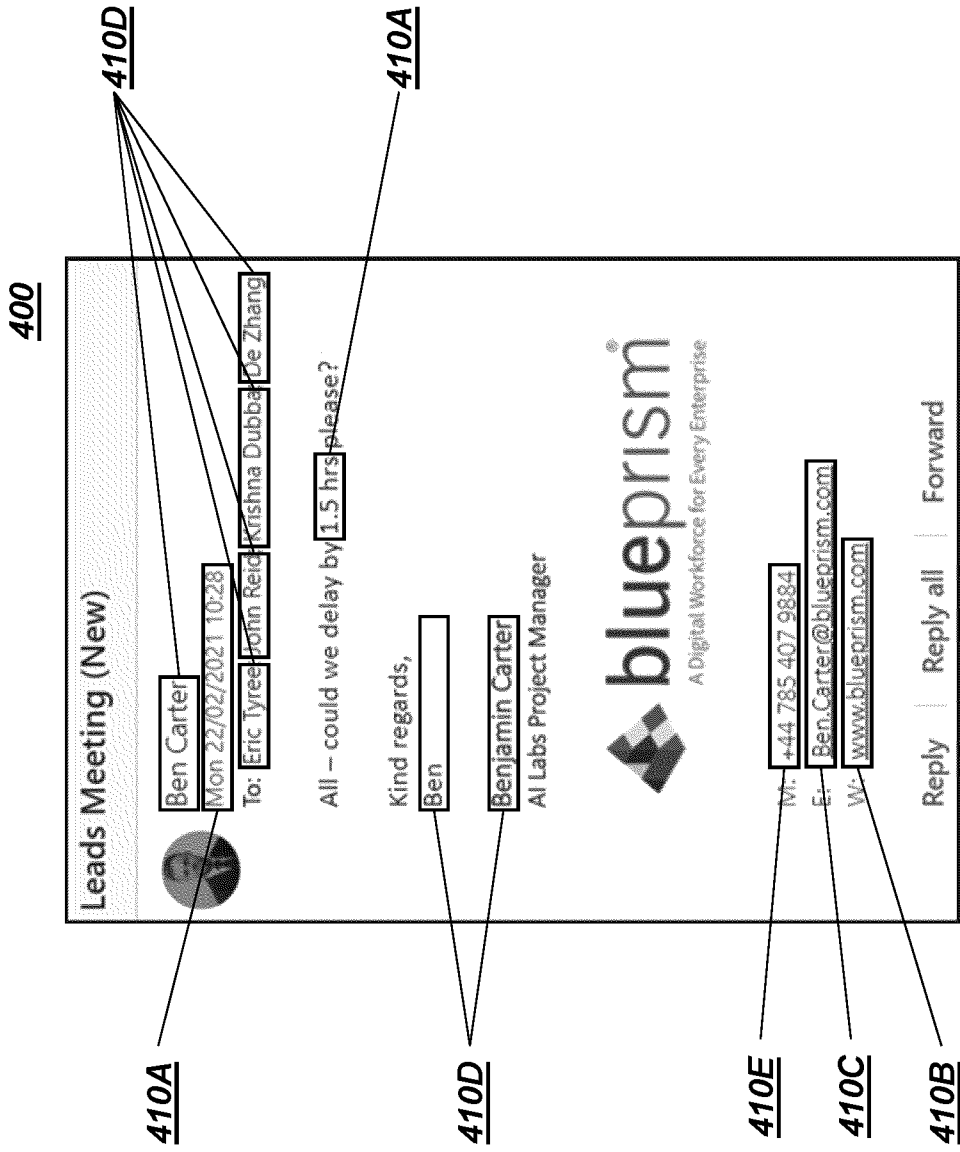 400
Leads Meeting (New)
410D
Ben Carter
410A
Mon 22/02/2021 10:28
To: Eric Tyree John Reid Krishna Dubba De Zhang
All – could we delay by 1.5 hrs please?
410A
Kind regards,
Ben
410D
Benjamin Carter
AI Labs Project Manager
blueprism®
A Digital Workforce for Every Enterprise
410E
M: +44 785 407 9884
410C
E: Ben.Carter@blueprism.com
410B
W: www.blueprism.com
Reply Reply all Forward